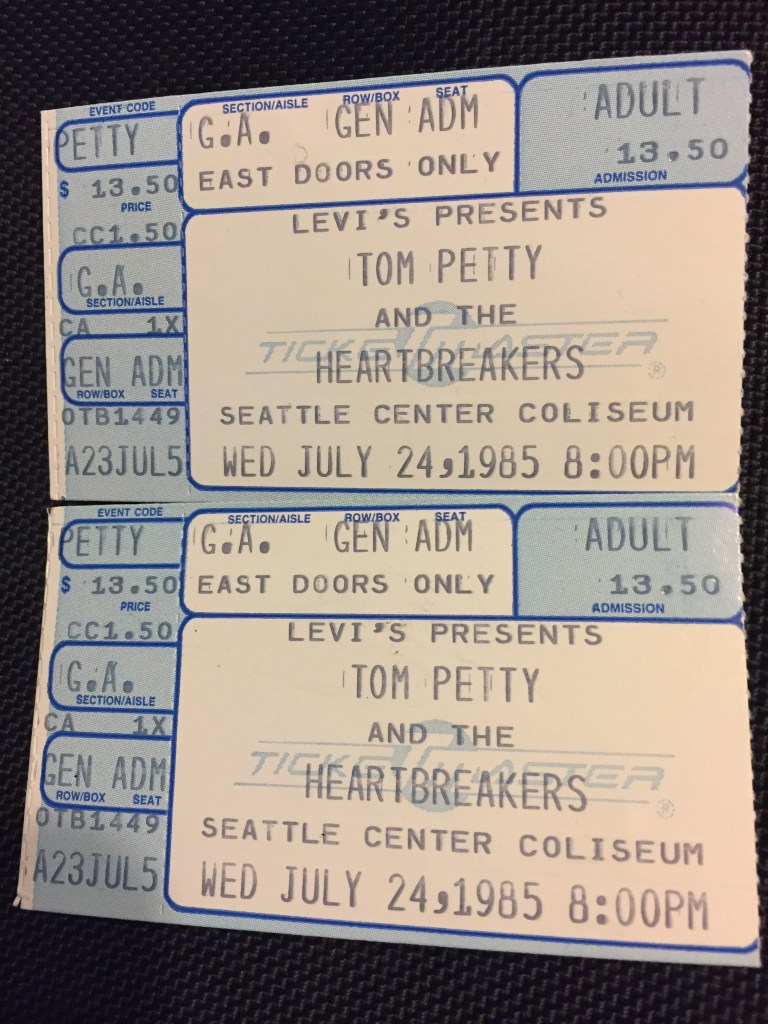 EVENT CODE
PETTY
$ 13.50
PRICE
CC1.50
G.A.
SECTION/AISLE
CA 1X
GEN ADM
ROW/BOX SEAT
OTB1449
A23JUL5
SECTION/AISLE ROW/BOX SEAT
G.A. GEN ADM
EAST DOORS ONLY
ADULT
13.50
ADMISSION
LEVI'S PRESENTS
TOM PETTY
AND THE
TICKETMASTER ®
HEARTBREAKERS
SEATTLE CENTER COLISEUM
WED JULY 24,1985 8:00PM
EVENT CODE
PETTY
$ 13.50
PRICE
CC1.50
G.A.
SECTION/AISLE
CA 1X
GEN ADM
ROW/BOX SEAT
OTB1449
A23JUL5
SECTION/AISLE ROW/BOX SEAT
G.A. GEN ADM
EAST DOORS ONLY
ADULT
13.50
ADMISSION
LEVI'S PRESENTS
TOM PETTY
AND THE
TICKETMASTER ®
HEARTBREAKERS
SEATTLE CENTER COLISEUM
WED JULY 24,1985 8:00PM